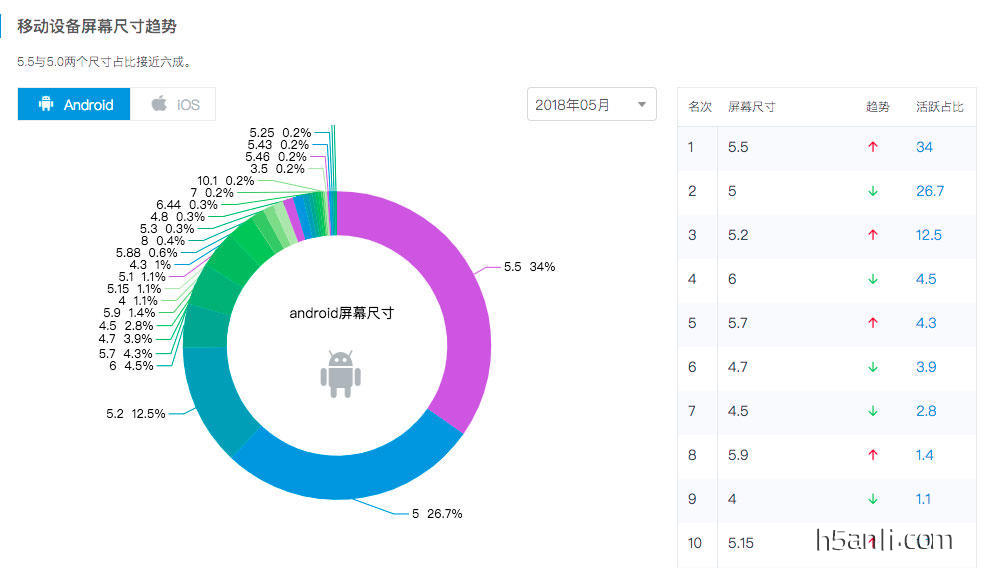 移动设备屏幕尺寸趋势
5.5与5.0两个尺寸占比接近六成。
Android
iOS
2018年05月
5.25 0.2%
5.43 0.2%
5.46 0.2%
3.5 0.2%
10.1 0.2%
7 0.2%
6.44 0.3%
4.8 0.3%
5.3 0.3%
8 0.4%
5.88 0.6%
4.3 1%
5.1 1.1%
5.15 1.1%
4 1.1%
5.9 1.4%
4.5 2.8%
4.7 3.9%
5.7 4.3%
6 4.5%
5.2 12.5%
5.5 34%
5 26.7%
android屏幕尺寸
名次 屏幕尺寸 趋势 活跃占比
1 5.5 ↑ 34
2 5 ↓ 26.7
3 5.2 ↑ 12.5
4 6 ↓ 4.5
5 5.7 ↑ 4.3
6 4.7 ↓ 3.9
7 4.5 ↓ 2.8
8 5.9 ↑ 1.4
9 4 ↓ 1.1
10 5.15 ↑
h5anli.com